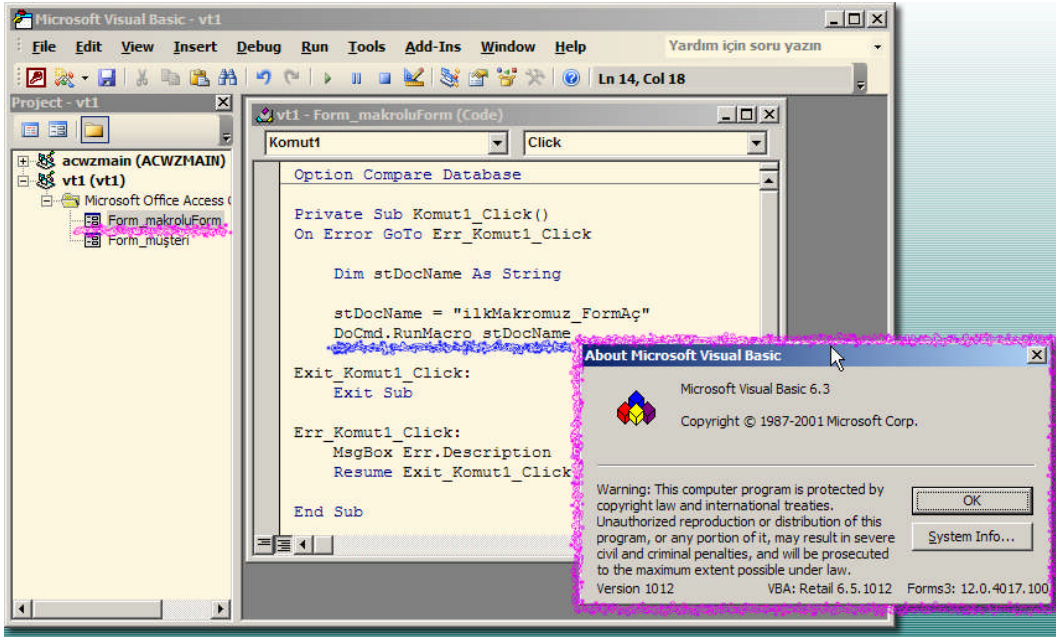 Microsoft Visual Basic - vt1
File Edit View Insert Debug Run Tools Add-Ins Window Help Yardım için soru yazın
Ln 14, Col 18
Project - vt1
acwzmain (ACWZMAIN)
vt1 (vt1)
Microsoft Office Access
Form_makroluForm
Form_müşteri
vt1 - Form_makroluForm (Code)
Komut1 Click
Option Compare Database
Private Sub Komut1_Click()
On Error GoTo Err_Komut1_Click
Dim stDocName As String
stDocName = "ilkMakromuz_FormAç"
DoCmd.RunMacro stDocName
Exit_Komut1_Click:
Exit Sub
Err_Komut1_Click:
MsgBox Err.Description
Resume Exit_Komut1_Click
End Sub
About Microsoft Visual Basic
Microsoft Visual Basic 6.3
Copyright © 1987-2001 Microsoft Corp.
Warning: This computer program is protected by
copyright law and international treaties.
Unauthorized reproduction or distribution of this
program, or any portion of it, may result in severe
civil and criminal penalties, and will be prosecuted
to the maximum extent possible under law.
OK
System Info...
Version 1012 VBA: Retail 6.5.1012 Forms3: 12.0.4017.100